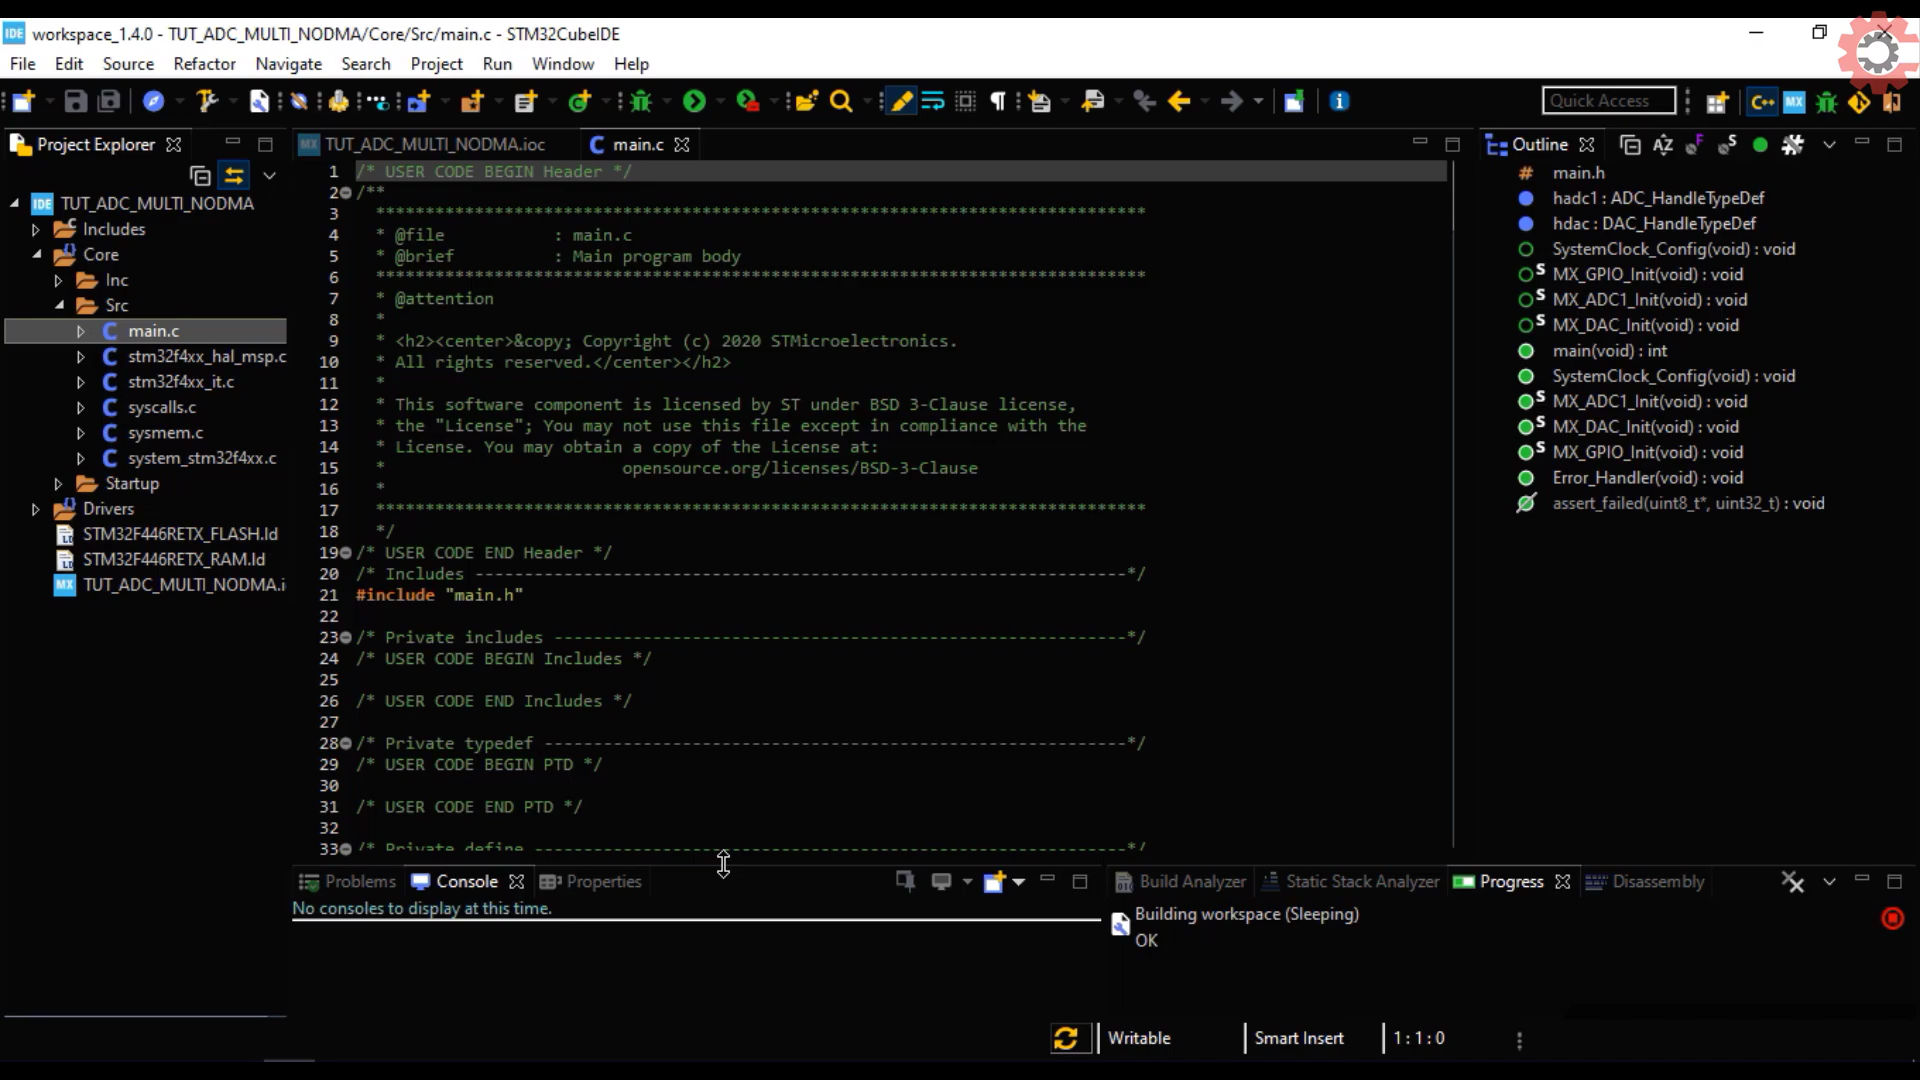 IDE workspace_1.4.0 - TUT_ADC_MULTI_NODMA/Core/Src/main.c - STM32CubeIDE
File Edit Source Refactor Navigate Search Project Run Window Help
Quick Access
C++ MX
Project Explorer
TUT_ADC_MULTI_NODMA.ioc
main.c
Outline
IDE TUT_ADC_MULTI_NODMA
Includes
Core
Inc
Src
main.c
stm32f4xx_hal_msp.c
stm32f4xx_it.c
syscalls.c
sysmem.c
system_stm32f4xx.c
Startup
Drivers
STM32F446RETX_FLASH.ld
STM32F446RETX_RAM.ld
MX TUT_ADC_MULTI_NODMA.i
1 /* USER CODE BEGIN Header */
2 /**
3 ******************************************************************************
4 * @file : main.c
5 * @brief : Main program body
6 ******************************************************************************
7 * @attention
8 *
9 * <h2><center>&copy; Copyright (c) 2020 STMicroelectronics.
10 * All rights reserved.</center></h2>
11 *
12 * This software component is licensed by ST under BSD 3-Clause license,
13 * the "License"; You may not use this file except in compliance with the
14 * License. You may obtain a copy of the License at:
15 * opensource.org/licenses/BSD-3-Clause
16 *
17 ******************************************************************************
18 */
19 /* USER CODE END Header */
20 /* Includes ------------------------------------------------------------------*/
21 #include "main.h"
22
23 /* Private includes ----------------------------------------------------------*/
24 /* USER CODE BEGIN Includes */
25
26 /* USER CODE END Includes */
27
28 /* Private typedef -----------------------------------------------------------*/
29 /* USER CODE BEGIN PTD */
30
31 /* USER CODE END PTD */
32
33 /* Private define ------------------------------------------------------------*/
main.h
hadc1 : ADC_HandleTypeDef
hdac : DAC_HandleTypeDef
SystemClock_Config(void) : void
MX_GPIO_Init(void) : void
MX_ADC1_Init(void) : void
MX_DAC_Init(void) : void
main(void) : int
SystemClock_Config(void) : void
MX_ADC1_Init(void) : void
MX_DAC_Init(void) : void
MX_GPIO_Init(void) : void
Error_Handler(void) : void
assert_failed(uint8_t*, uint32_t) : void
Problems Console Properties
No consoles to display at this time.
Build Analyzer Static Stack Analyzer Progress Disassembly
Building workspace (Sleeping)
OK
Writable Smart Insert 1 : 1 : 0